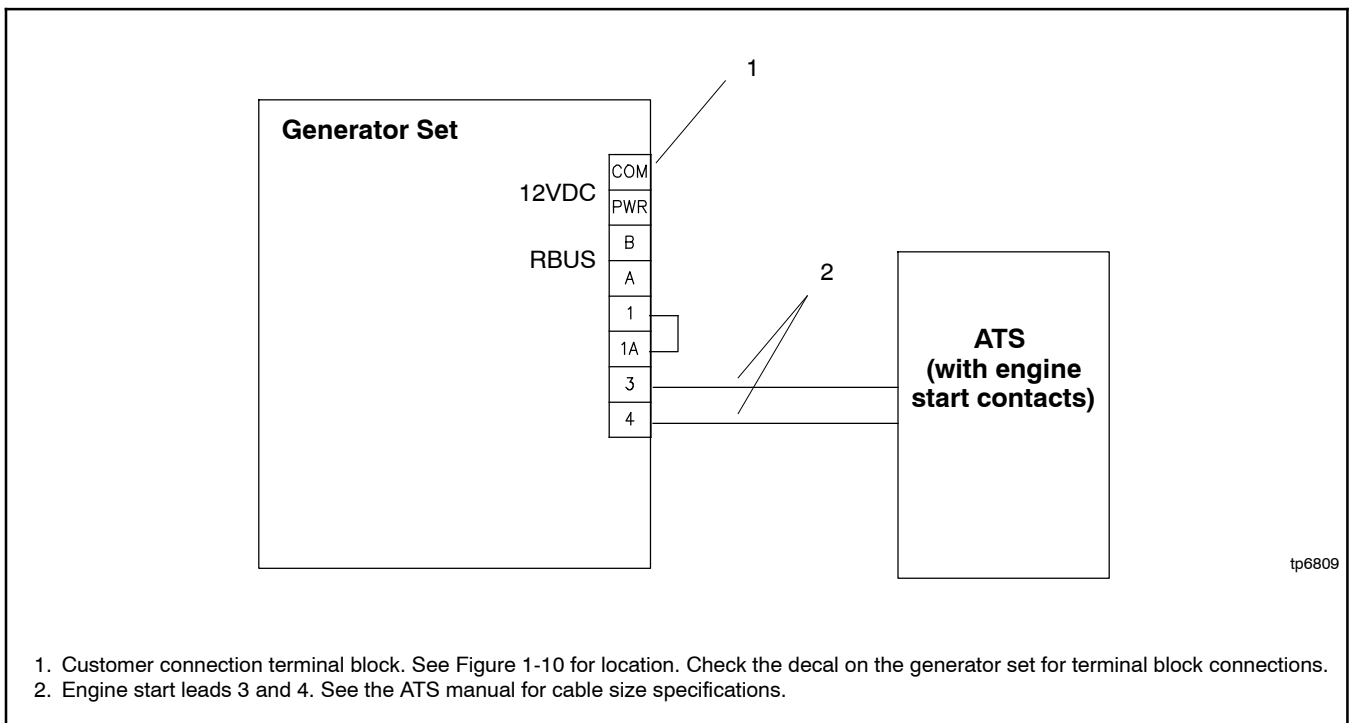 1
Generator Set
COM
12VDC
PWR
B
RBUS
A
2
1
1A
ATS
(with engine
start contacts)
3
4
tp6809
1. Customer connection terminal block. See Figure 1-10 for location. Check the decal on the generator set for terminal block connections.
2. Engine start leads 3 and 4. See the ATS manual for cable size specifications.